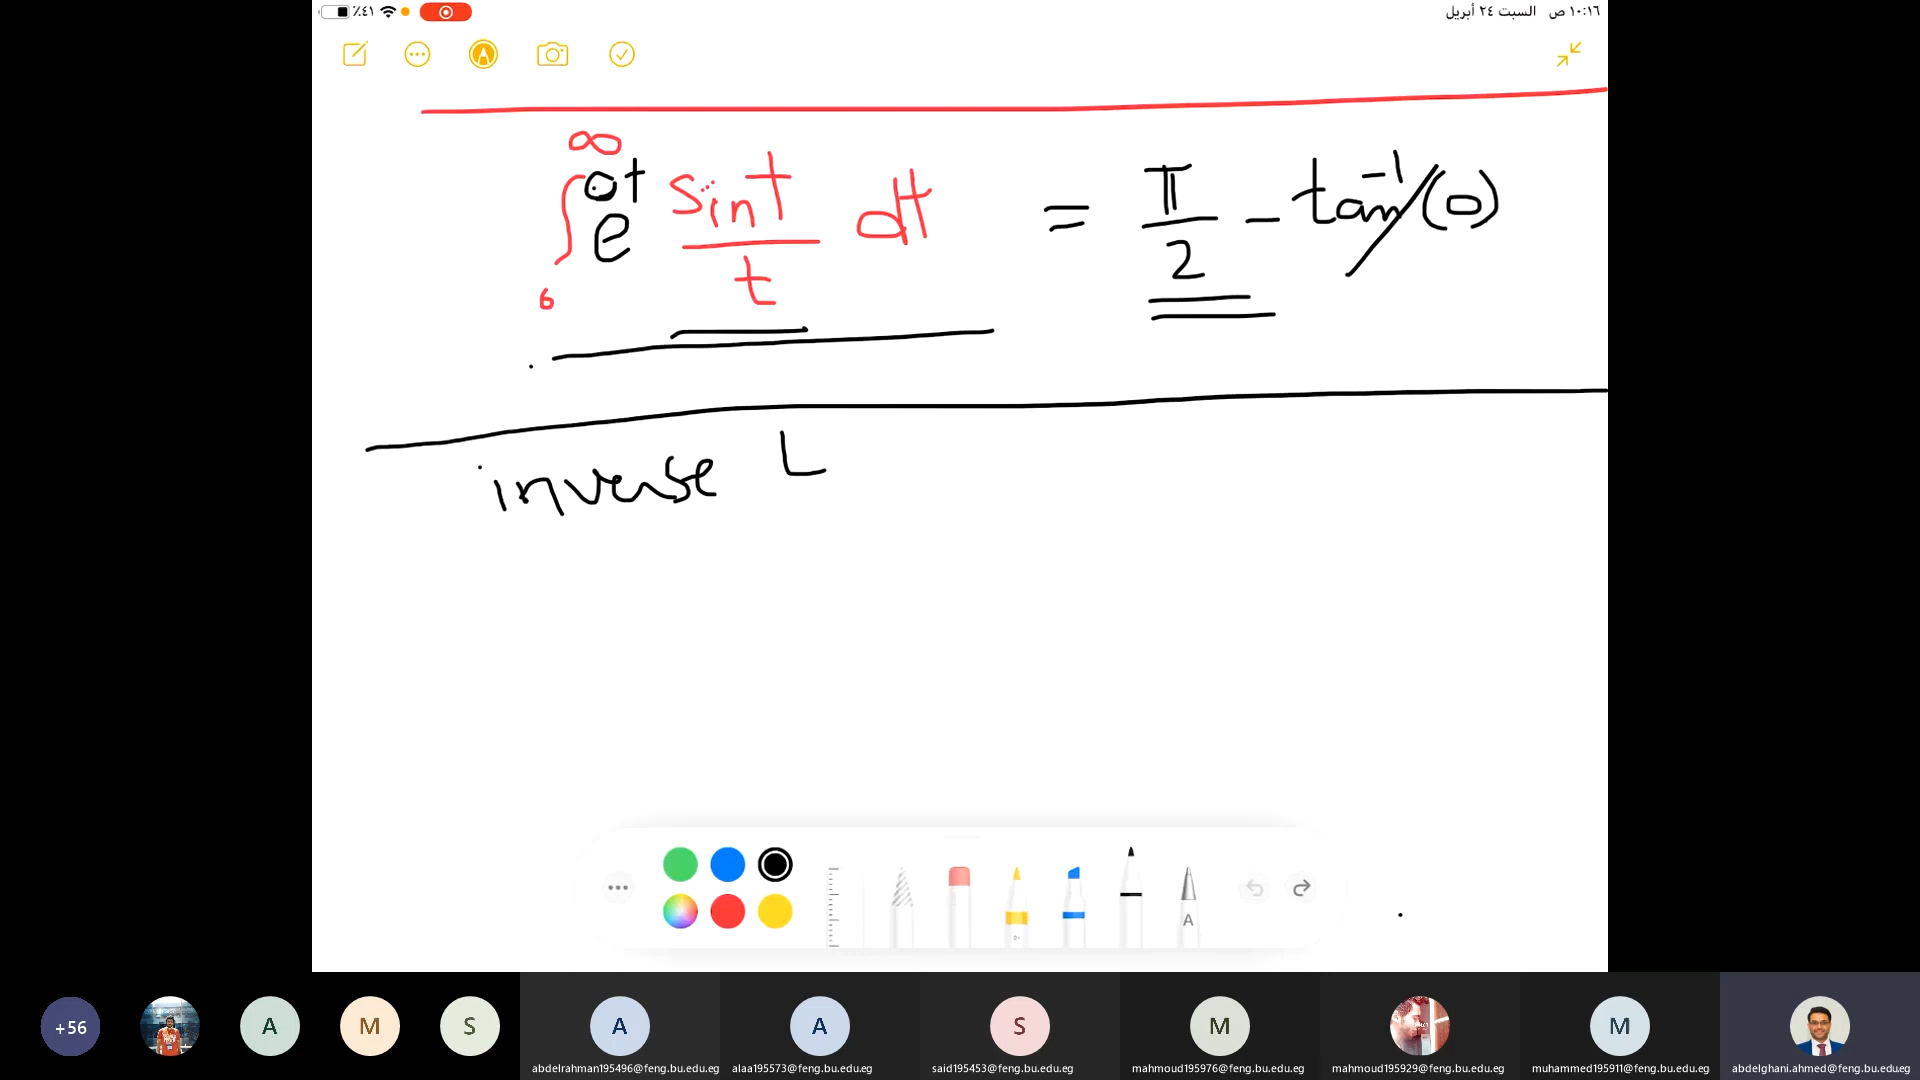 ٪٤١
١٠:١٦ ص السبت ٢٤ أبريل
∫₀^∞ e^{0t} sin t / t dt = π/2 - tan⁻¹(0)
inverse L
A
+56
A
M
S
A
A
S
M
M
abdelrahman195496@feng.bu.edu.eg
alaa195573@feng.bu.edu.eg
said195453@feng.bu.edu.eg
mahmoud195976@feng.bu.edu.eg
mahmoud195929@feng.bu.edu.eg
muhammed195911@feng.bu.edu.eg
abdelghani.ahmed@feng.bu.edu.eg